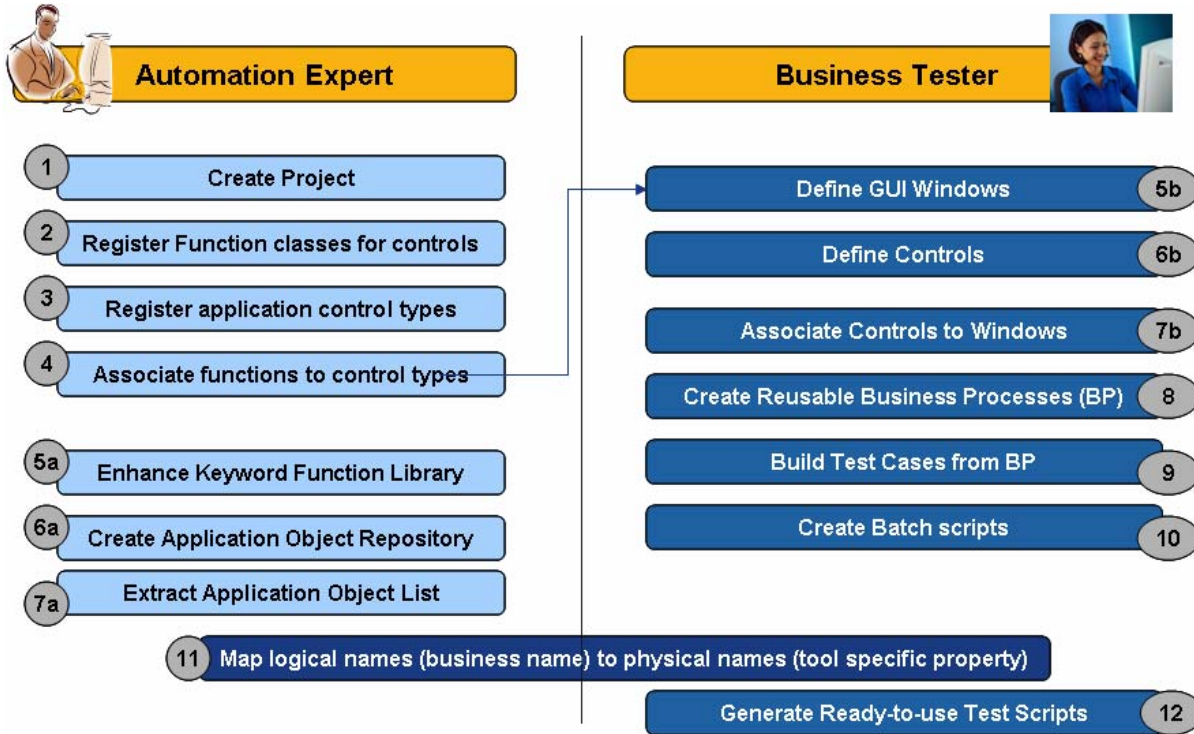 Automation Expert
Business Tester
1
Create Project
2
Register Function classes for controls
3
Register application control types
4
Associate functions to control types
5a
Enhance Keyword Function Library
6a
Create Application Object Repository
7a
Extract Application Object List
Define GUI Windows
5b
Define Controls
6b
Associate Controls to Windows
7b
Create Reusable Business Processes (BP)
8
Build Test Cases from BP
9
Create Batch scripts
10
11
Map logical names (business name) to physical names (tool specific property)
Generate Ready-to-use Test Scripts
12